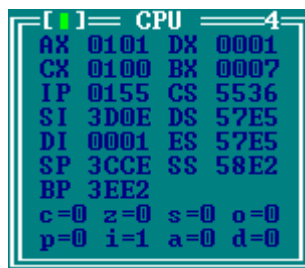 [▮]= CPU =4=
AX 0101 DX 0001
CX 0100 BX 0007
IP 0155 CS 5536
SI 3D0E DS 57E5
DI 0001 ES 57E5
SP 3CCE SS 58E2
BP 3EE2
c=0 z=0 s=0 o=0
p=0 i=1 a=0 d=0